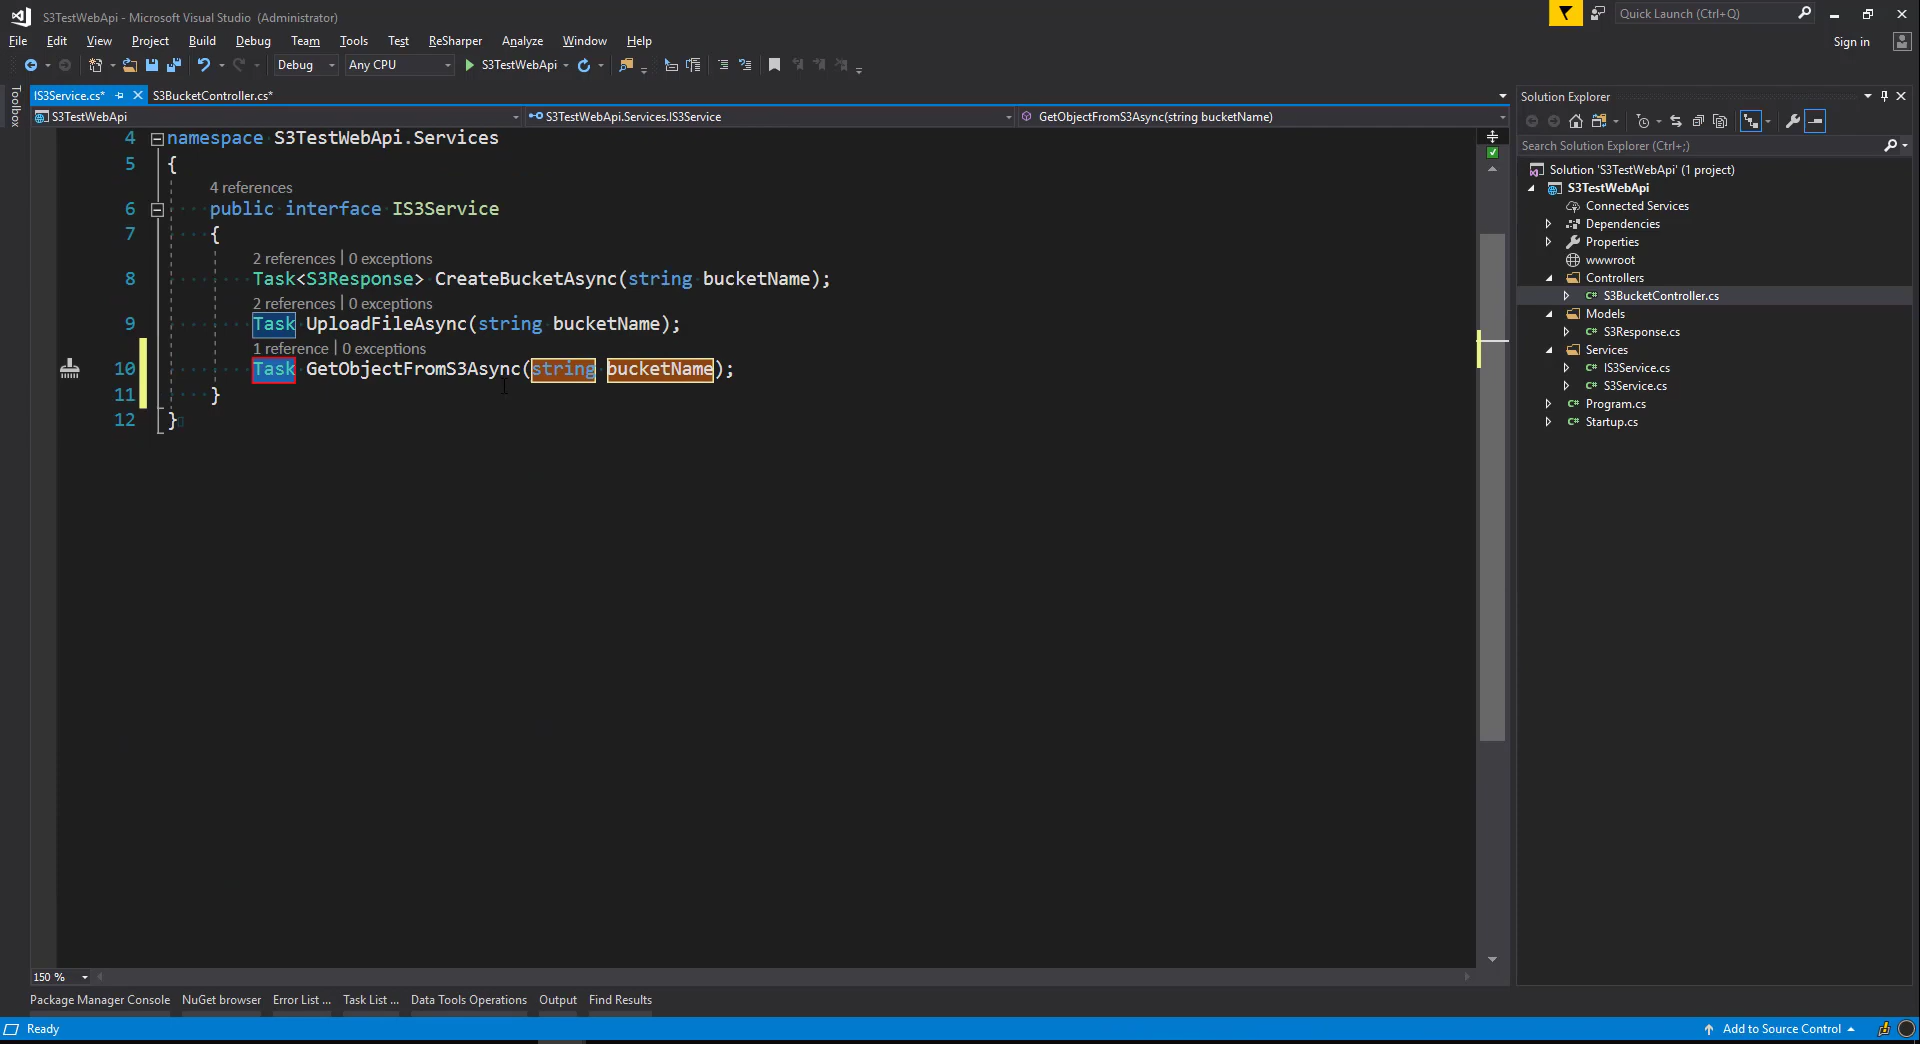 S3TestWebApi - Microsoft Visual Studio (Administrator)
Quick Launch (Ctrl+Q)
File Edit View Project Build Debug Team Tools Test ReSharper Analyze Window Help
Sign in
Debug Any CPU S3TestWebApi
Toolbox
IS3Service.cs* S3BucketController.cs*
S3TestWebApi S3TestWebApi.Services.IS3Service GetObjectFromS3Async(string bucketName)
4 namespace S3TestWebApi.Services
5 {
4 references
6 public interface IS3Service
7 {
2 references | 0 exceptions
8 Task<S3Response> CreateBucketAsync(string bucketName);
2 references | 0 exceptions
9 Task UploadFileAsync(string bucketName);
1 reference | 0 exceptions
10 Task GetObjectFromS3Async(string bucketName);
11 }
12 }
150 %
Solution Explorer
Search Solution Explorer (Ctrl+;)
Solution 'S3TestWebApi' (1 project)
S3TestWebApi
Connected Services
Dependencies
Properties
wwwroot
Controllers
C# S3BucketController.cs
Models
C# S3Response.cs
Services
C# IS3Service.cs
C# S3Service.cs
C# Program.cs
C# Startup.cs
Package Manager Console NuGet browser Error List ... Task List ... Data Tools Operations Output Find Results
Ready
Add to Source Control